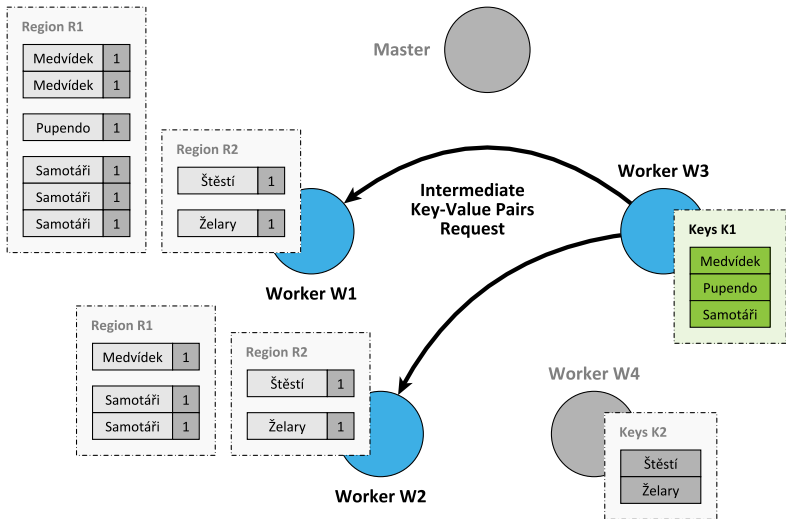 Region R1
Medvídek 1
Medvídek 1
Pupendo 1
Samotáři 1
Samotáři 1
Samotáři 1
Region R2
Štěstí 1
Želary 1
Worker W1
Master
Intermediate
Key-Value Pairs
Request
Worker W3
Keys K1
Medvídek
Pupendo
Samotáři
Region R1
Medvídek 1
Samotáři 1
Samotáři 1
Region R2
Štěstí 1
Želary 1
Worker W2
Worker W4
Keys K2
Štěstí
Želary